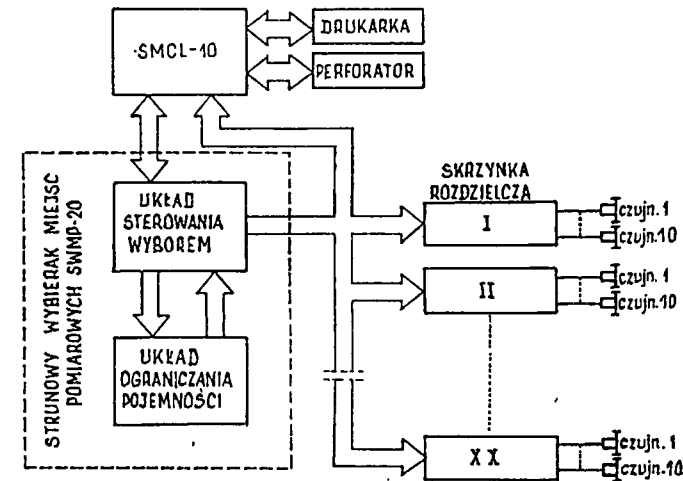 SMCL-10
DRUKARKA
PERFORATOR
STRUNOWY WYBIERAK MIEJSC
POMIAROWYCH SWMP-20
UKŁAD
STEROWANIA
WYBOREM
UKŁAD
OGRANICZANIA
POJEMNOŚCI
SKRZYNKA
ROZDZIELCZA
I
czujn.1
czujn.10
II
czujn.1
czujn.10
XX
czujn.1
czujn.10